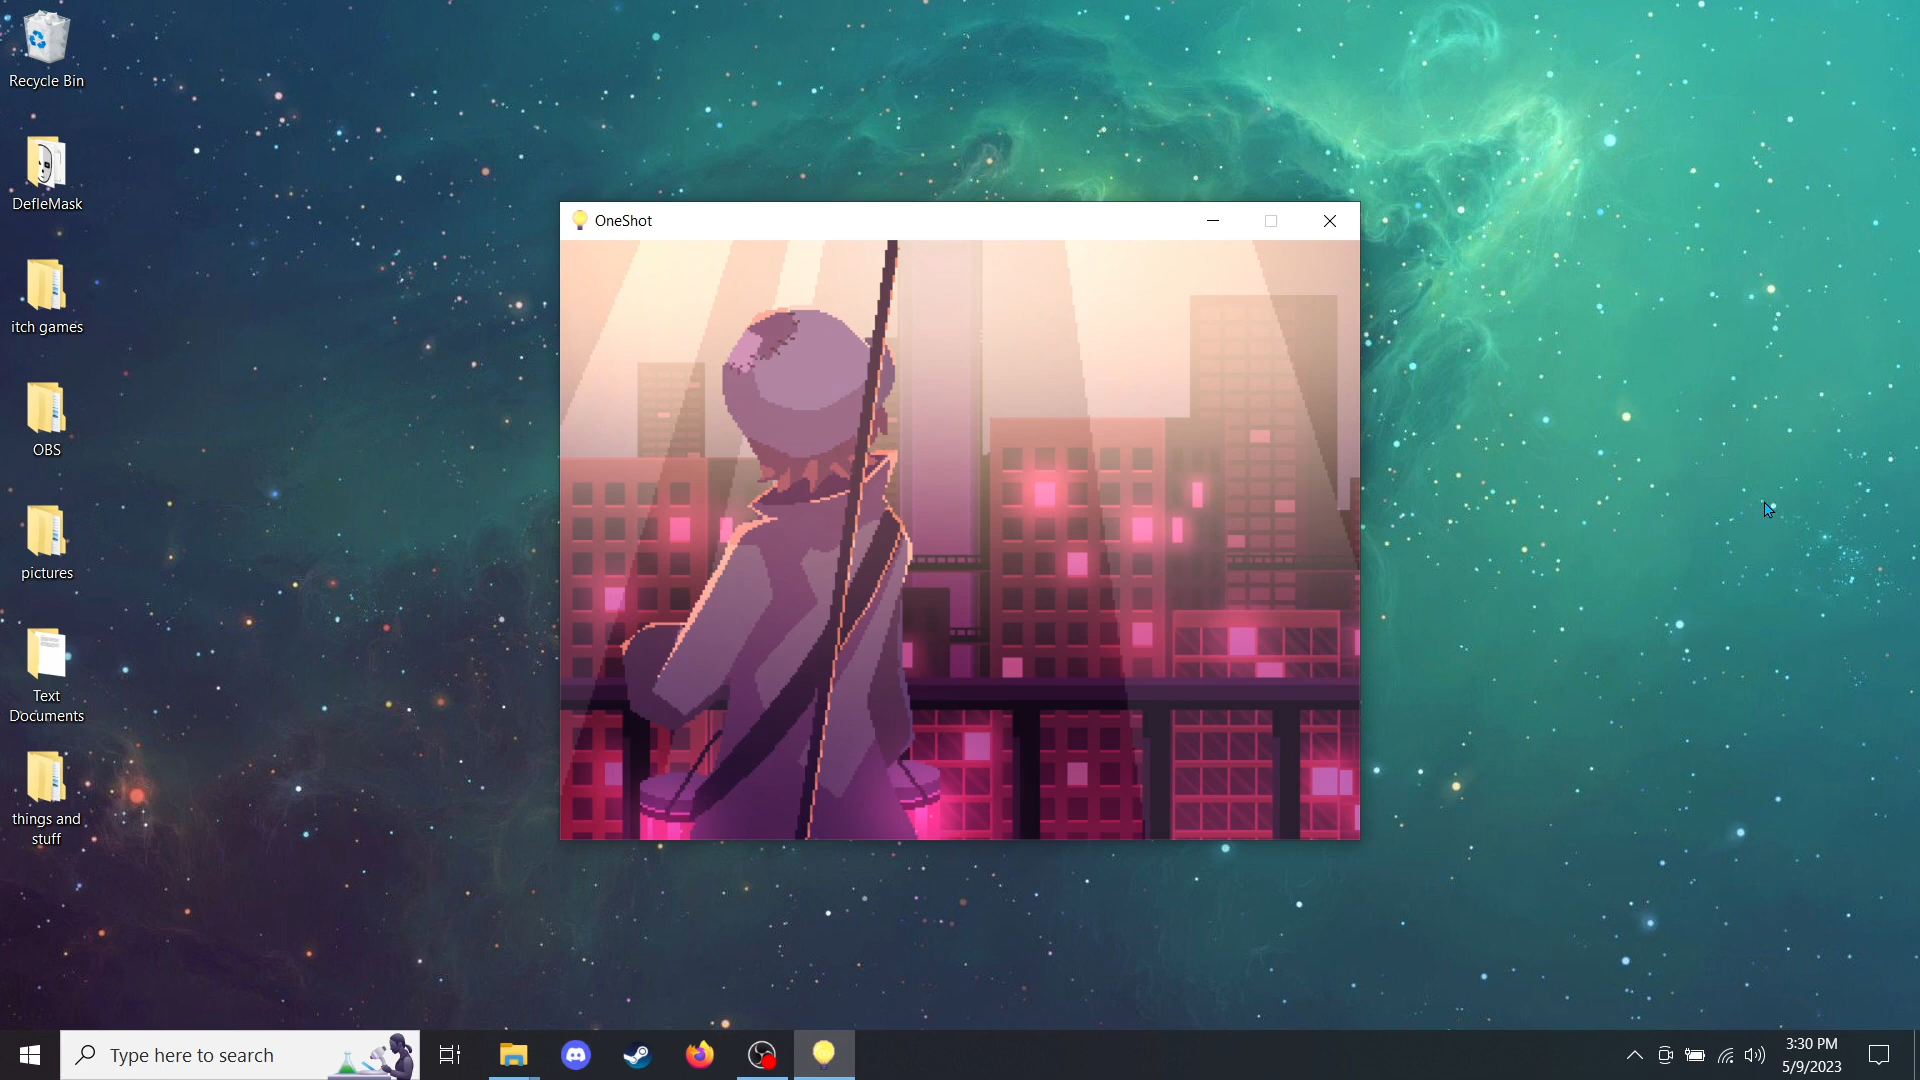 Recycle Bin
DefleMask
itch games
OBS
pictures
Text
Documents
things and
stuff
OneShot
Type here to search
3:30 PM
5/9/2023